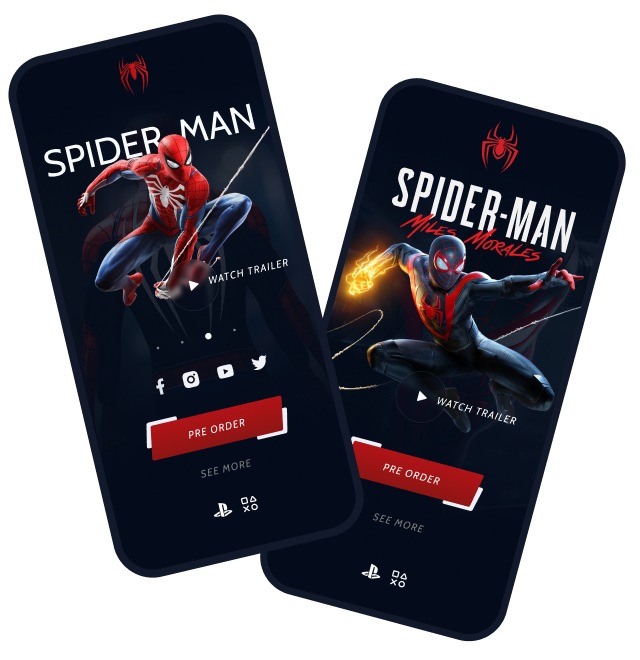 SPIDER-MAN
WATCH TRAILER
PRE ORDER
SEE MORE
SPIDER-MAN
MILES MORALES
WATCH TRAILER
PRE ORDER
SEE MORE